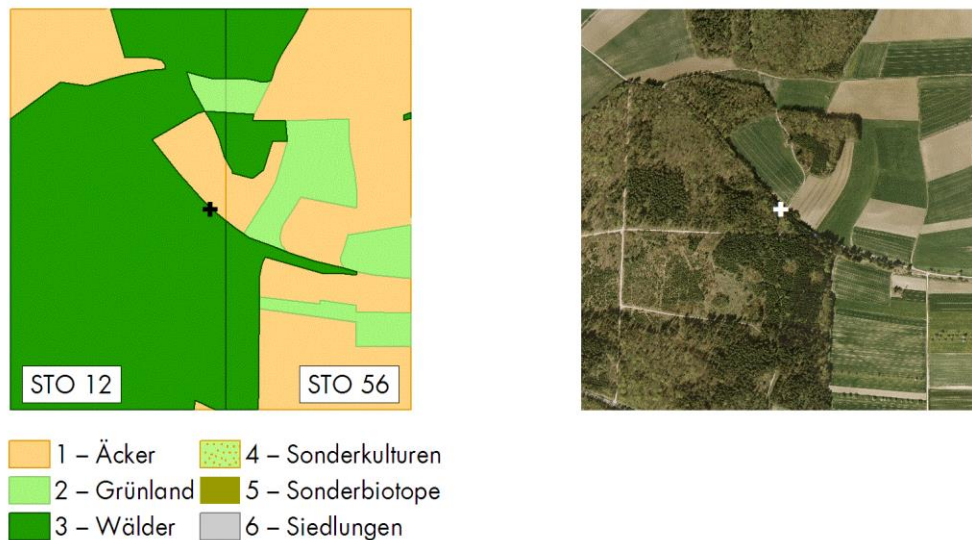 STO 12 STO 56
1 – Äcker 4 – Sonderkulturen
2 – Grünland 5 – Sonderbiotope
3 – Wälder 6 – Siedlungen